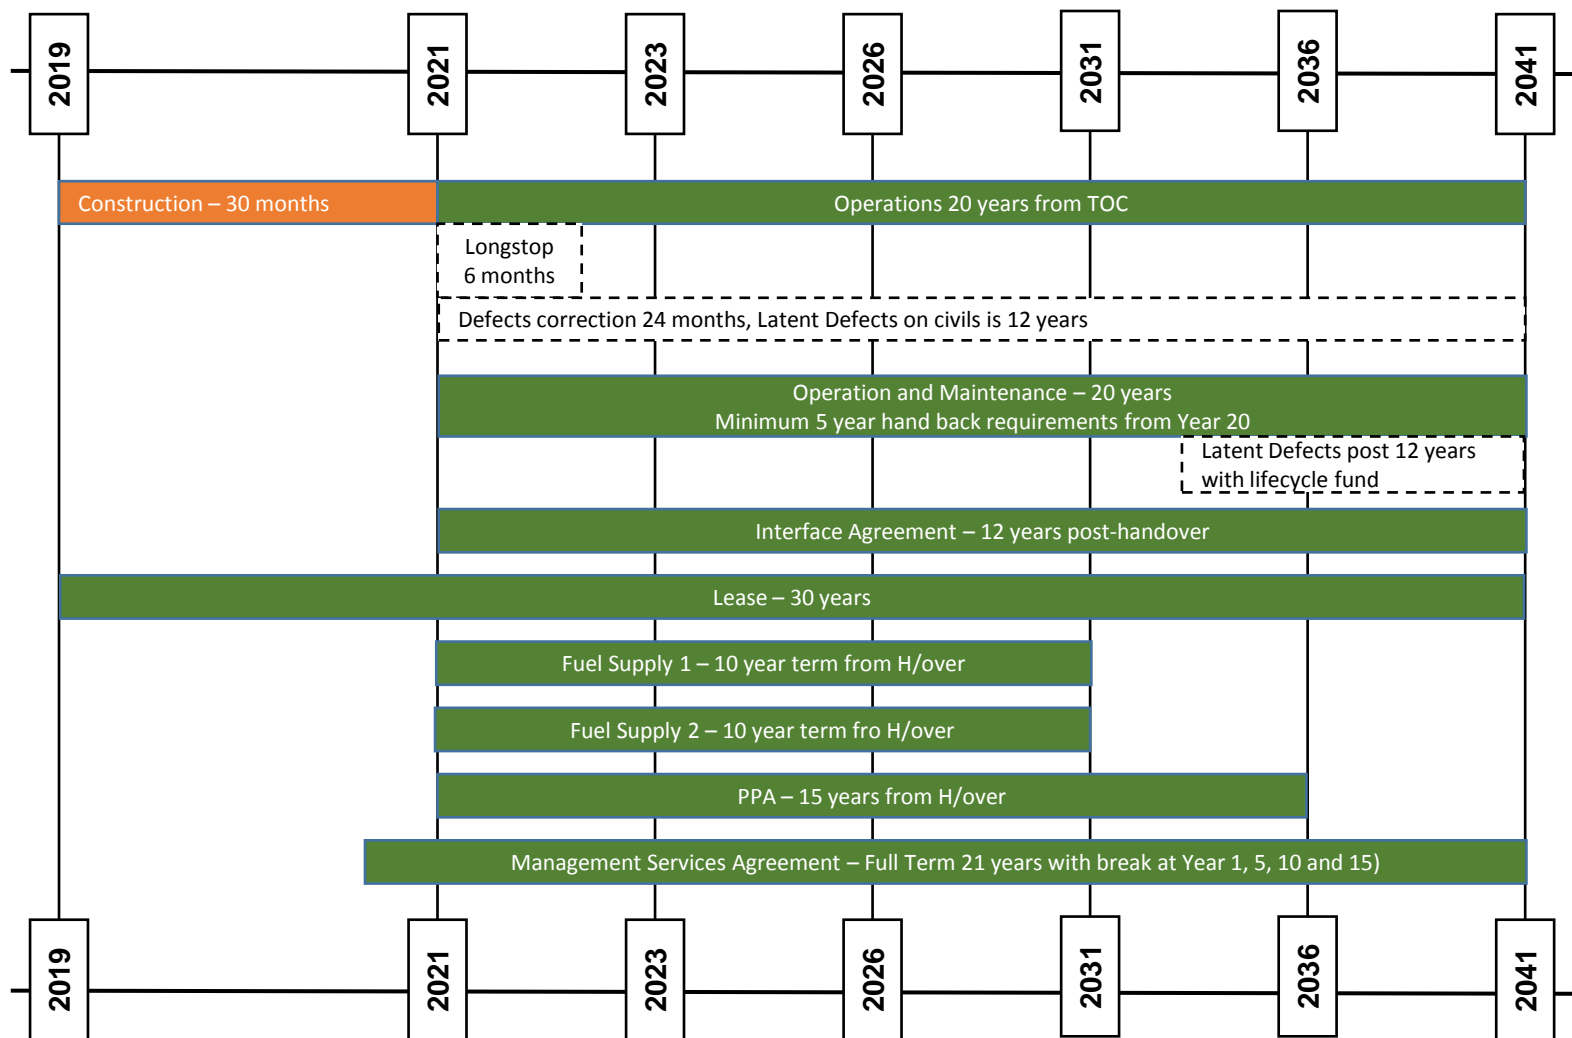 2019
2021
2023
2026
2031
2036
2041
Construction – 30 months
Operations 20 years from TOC
Longstop
6 months
Defects correction 24 months, Latent Defects on civils is 12 years
Operation and Maintenance – 20 years
Minimum 5 year hand back requirements from Year 20
Latent Defects post 12 years
with lifecycle fund
Interface Agreement – 12 years post-handover
Lease – 30 years
Fuel Supply 1 – 10 year term from H/over
Fuel Supply 2 – 10 year term fro H/over
PPA – 15 years from H/over
Management Services Agreement – Full Term 21 years with break at Year 1, 5, 10 and 15)
2019
2021
2023
2026
2031
2036
2041